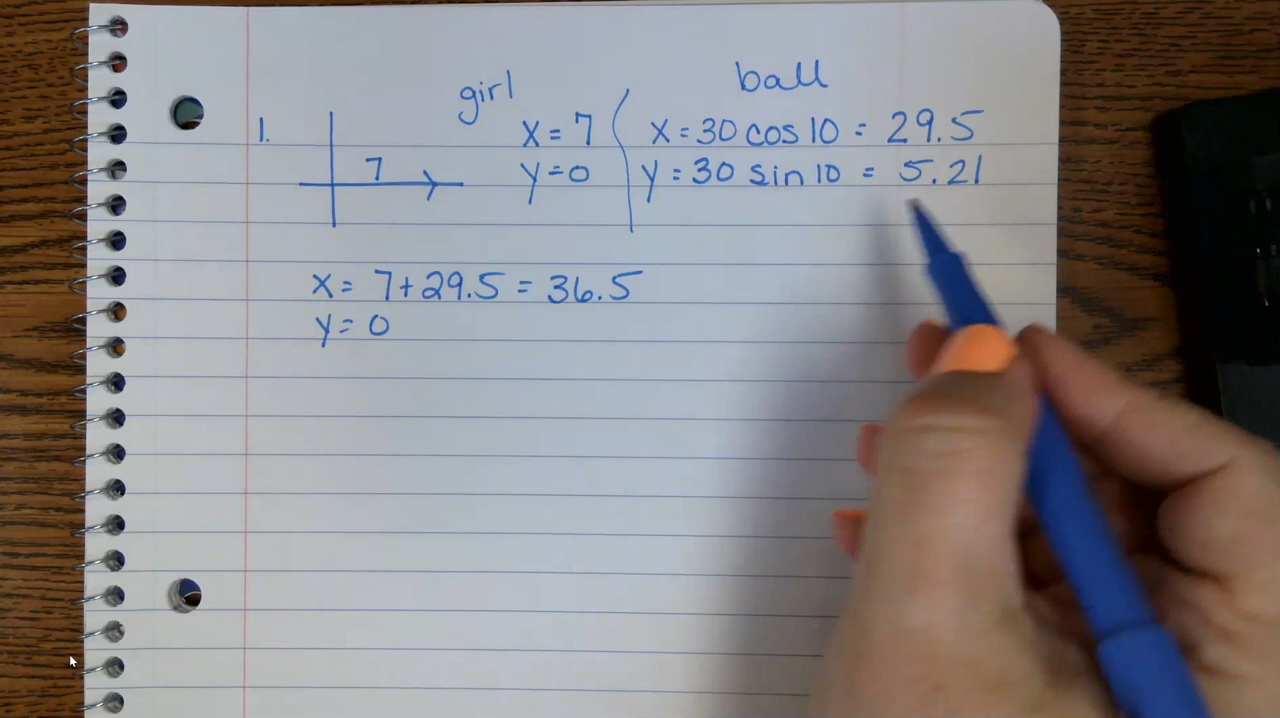 girl
ball
1.
7
x = 7
y = 0
x = 30 cos 10 = 29.5
y = 30 sin 10 = 5.21
x = 7 + 29.5 = 36.5
y = 0